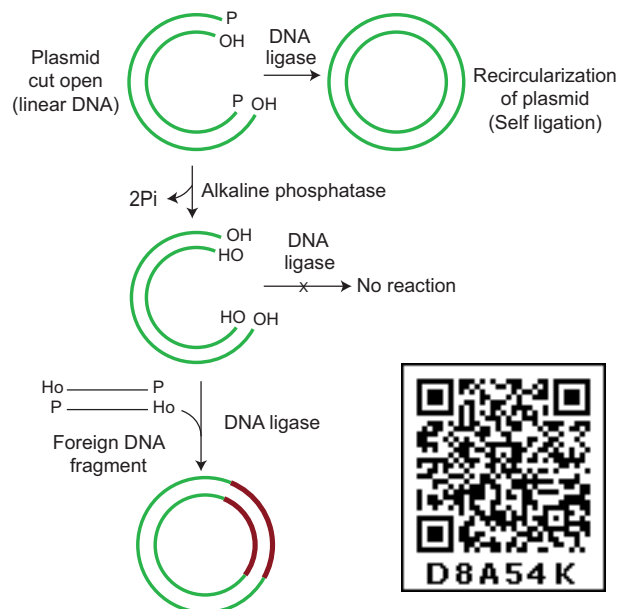 P
OH
Plasmid
cut open
(linear DNA)
DNA
ligase
P OH
Recircularization
of plasmid
(Self ligation)
2Pi
Alkaline phosphatase
OH
HO
DNA
ligase
x
No reaction
HO OH
Ho P
P Ho
Foreign DNA
fragment
DNA ligase
D8A54K